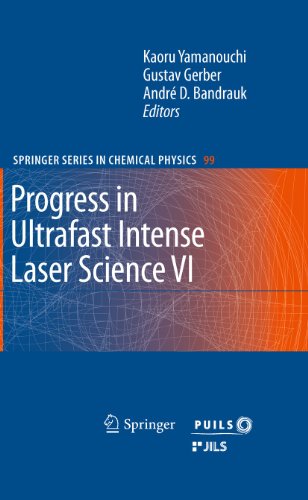 Kaoru Yamanouchi
Gustav Gerber
André D. Bandrauk
Editors
SPRINGER SERIES IN CHEMICAL PHYSICS 99
Progress in
Ultrafast Intense
Laser Science VI
Springer
PUILS
JILS